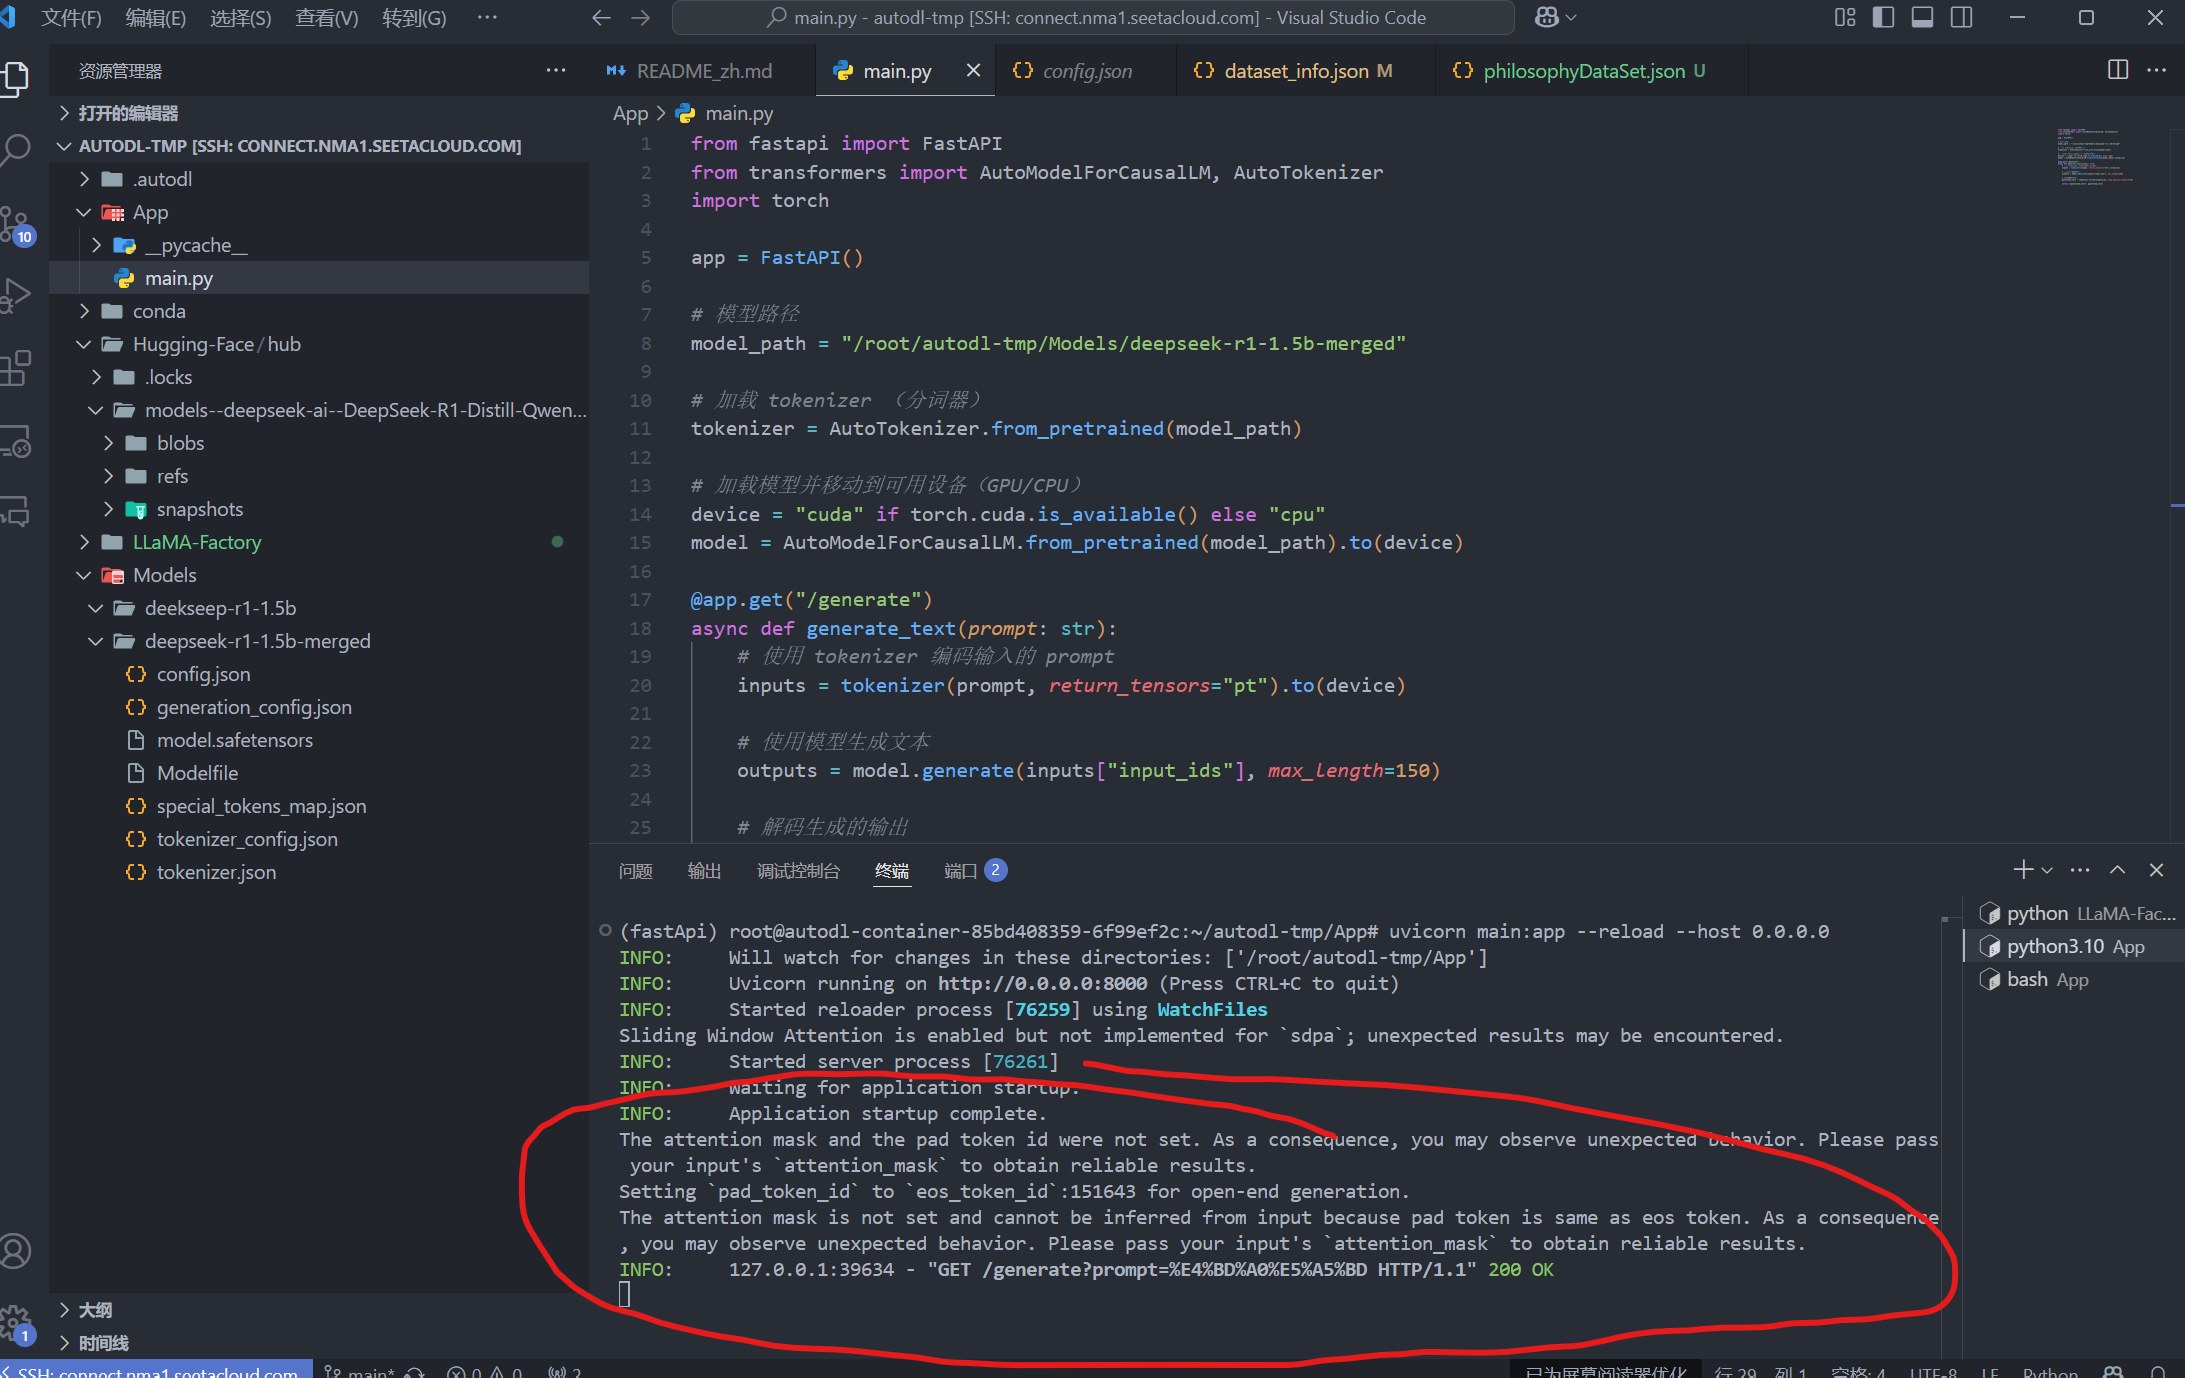 文件(F) 编辑(E) 选择(S) 查看(V) 转到(G) ···
main.py - autodl-tmp [SSH: connect.nma1.seetacloud.com] - Visual Studio Code
资源管理器
README_zh.md
main.py
config.json
dataset_info.json M
philosophyDataSet.json U
打开的编辑器
AUTODL-TMP [SSH: CONNECT.NMA1.SEETACLOUD.COM]
.autodl
App
__pycache__
main.py
conda
Hugging-Face/hub
.locks
models--deepseek-ai--DeepSeek-R1-Distill-Qwen...
blobs
refs
snapshots
LLaMA-Factory
Models
deekseep-r1-1.5b
deepseek-r1-1.5b-merged
config.json
generation_config.json
model.safetensors
Modelfile
special_tokens_map.json
tokenizer_config.json
tokenizer.json
大纲
时间线
10
1
App > main.py
1 from fastapi import FastAPI
2 from transformers import AutoModelForCausalLM, AutoTokenizer
3 import torch
4
5 app = FastAPI()
6
7 # 模型路径
8 model_path = "/root/autodl-tmp/Models/deepseek-r1-1.5b-merged"
9
10 # 加载 tokenizer （分词器）
11 tokenizer = AutoTokenizer.from_pretrained(model_path)
12
13 # 加载模型并移动到可用设备（GPU/CPU）
14 device = "cuda" if torch.cuda.is_available() else "cpu"
15 model = AutoModelForCausalLM.from_pretrained(model_path).to(device)
16
17 @app.get("/generate")
18 async def generate_text(prompt: str):
19 # 使用 tokenizer 编码输入的 prompt
20 inputs = tokenizer(prompt, return_tensors="pt").to(device)
21
22 # 使用模型生成文本
23 outputs = model.generate(inputs["input_ids"], max_length=150)
24
25 # 解码生成的输出
问题 输出 调试控制台 终端 端口 2
(fastApi) root@autodl-container-85bd408359-6f99ef2c:~/autodl-tmp/App# uvicorn main:app --reload --host 0.0.0.0
INFO: Will watch for changes in these directories: ['/root/autodl-tmp/App']
INFO: Uvicorn running on http://0.0.0.0:8000 (Press CTRL+C to quit)
INFO: Started reloader process [76259] using WatchFiles
Sliding Window Attention is enabled but not implemented for `sdpa`; unexpected results may be encountered.
INFO: Started server process [76261]
INFO: Waiting for application startup.
INFO: Application startup complete.
The attention mask and the pad token id were not set. As a consequence, you may observe unexpected behavior. Please pass
your input's `attention_mask` to obtain reliable results.
Setting `pad_token_id` to `eos_token_id`:151643 for open-end generation.
The attention mask is not set and cannot be inferred from input because pad token is same as eos token. As a consequence
, you may observe unexpected behavior. Please pass your input's `attention_mask` to obtain reliable results.
INFO: 127.0.0.1:39634 - "GET /generate?prompt=%E4%BD%A0%E5%A5%BD HTTP/1.1" 200 OK
python LLaMA-Fac...
python3.10 App
bash App
SSH: connect.nma1.seetacloud.com main* 0 0 2
已为屏幕阅读器优化 行 29 列 1 空格: 4 UTF-8 LF Python